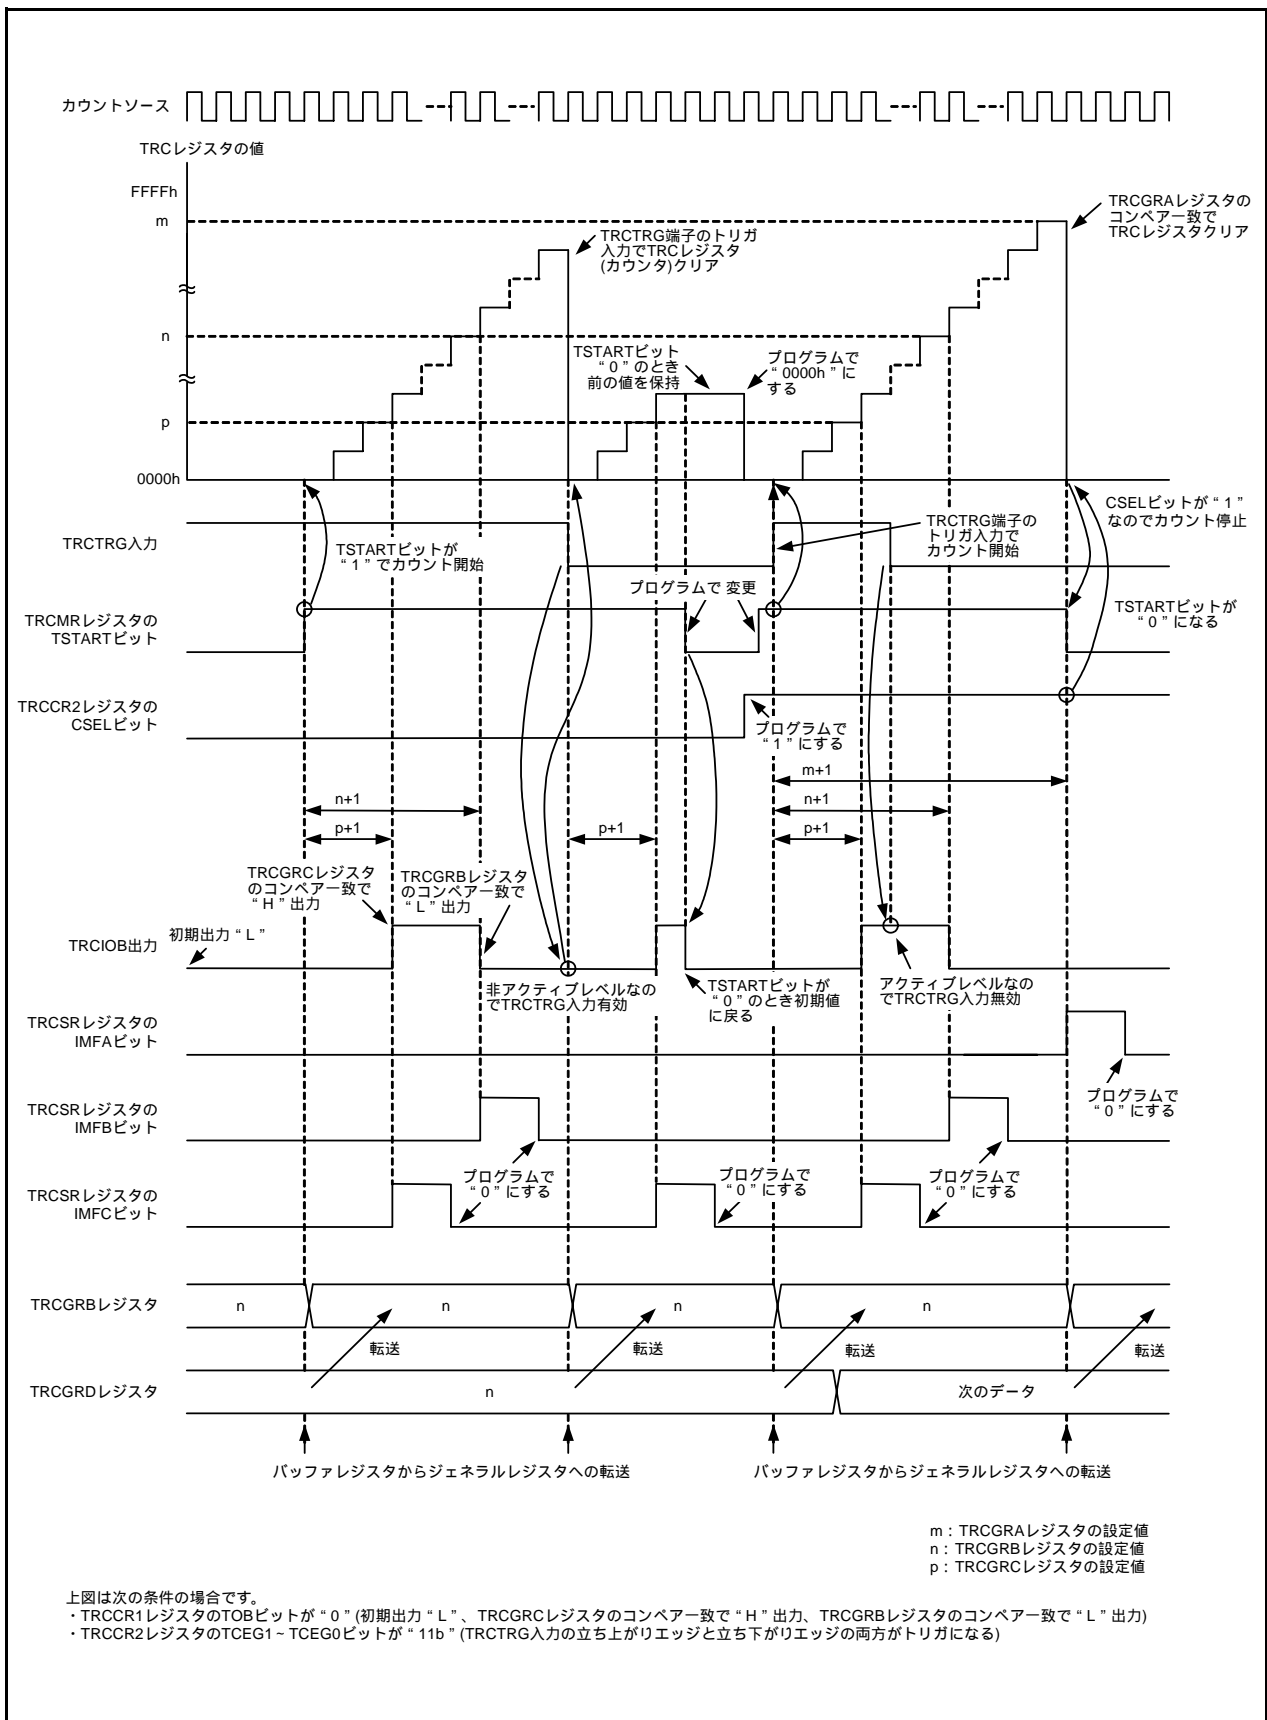 カウントソース
TRCレジスタの値
FFFFh
m
TRCGRAレジスタの
コンペア一致で
TRCレジスタクリア
TRCTRG端子のトリガ
入力でTRCレジスタ
(カウンタ)クリア
n
TSTARTビット
“0”のとき
前の値を保持
プログラムで
“0000h”に
する
p
0000h
CSELビットが“1”
なのでカウント停止
TRCTRG入力
TSTARTビットが
“1”でカウント開始
TRCTRG端子の
トリガ入力で
カウント開始
プログラムで 変更
TRCMRレジスタの
TSTARTビット
TSTARTビットが
“0”になる
TRCCR2レジスタの
CSELビット
プログラムで
“1”にする
m+1
n+1
n+1
p+1
p+1
p+1
TRCGRCレジスタ
のコンペア一致で
“H”出力
TRCGRBレジスタ
のコンペア一致で
“L”出力
TRCIOB出力
初期出力“L”
非アクティブレベルなの
でTRCTRG入力有効
TSTARTビットが
“0”のとき初期値
に戻る
アクティブレベルなの
でTRCTRG入力無効
TRCSRレジスタの
IMFAビット
プログラムで
“0”にする
TRCSRレジスタの
IMFBビット
プログラムで
“0”にする
プログラムで
“0”にする
プログラムで
“0”にする
TRCSRレジスタの
IMFCビット
TRCGRBレジスタ
n
n
n
n
転送
転送
転送
転送
TRCGRDレジスタ
n
次のデータ
バッファレジスタからジェネラルレジスタへの転送
バッファレジスタからジェネラルレジスタへの転送
m：TRCGRAレジスタの設定値
n：TRCGRBレジスタの設定値
p：TRCGRCレジスタの設定値
上図は次の条件の場合です。
・TRCCR1レジスタのTOBビットが“0”(初期出力“L”、TRCGRCレジスタのコンペア一致で“H”出力、TRCGRBレジスタのコンペア一致で“L”出力)
・TRCCR2レジスタのTCEG1～TCEG0ビットが“11b”(TRCTRG入力の立ち上がりエッジと立ち下がりエッジの両方がトリガになる)